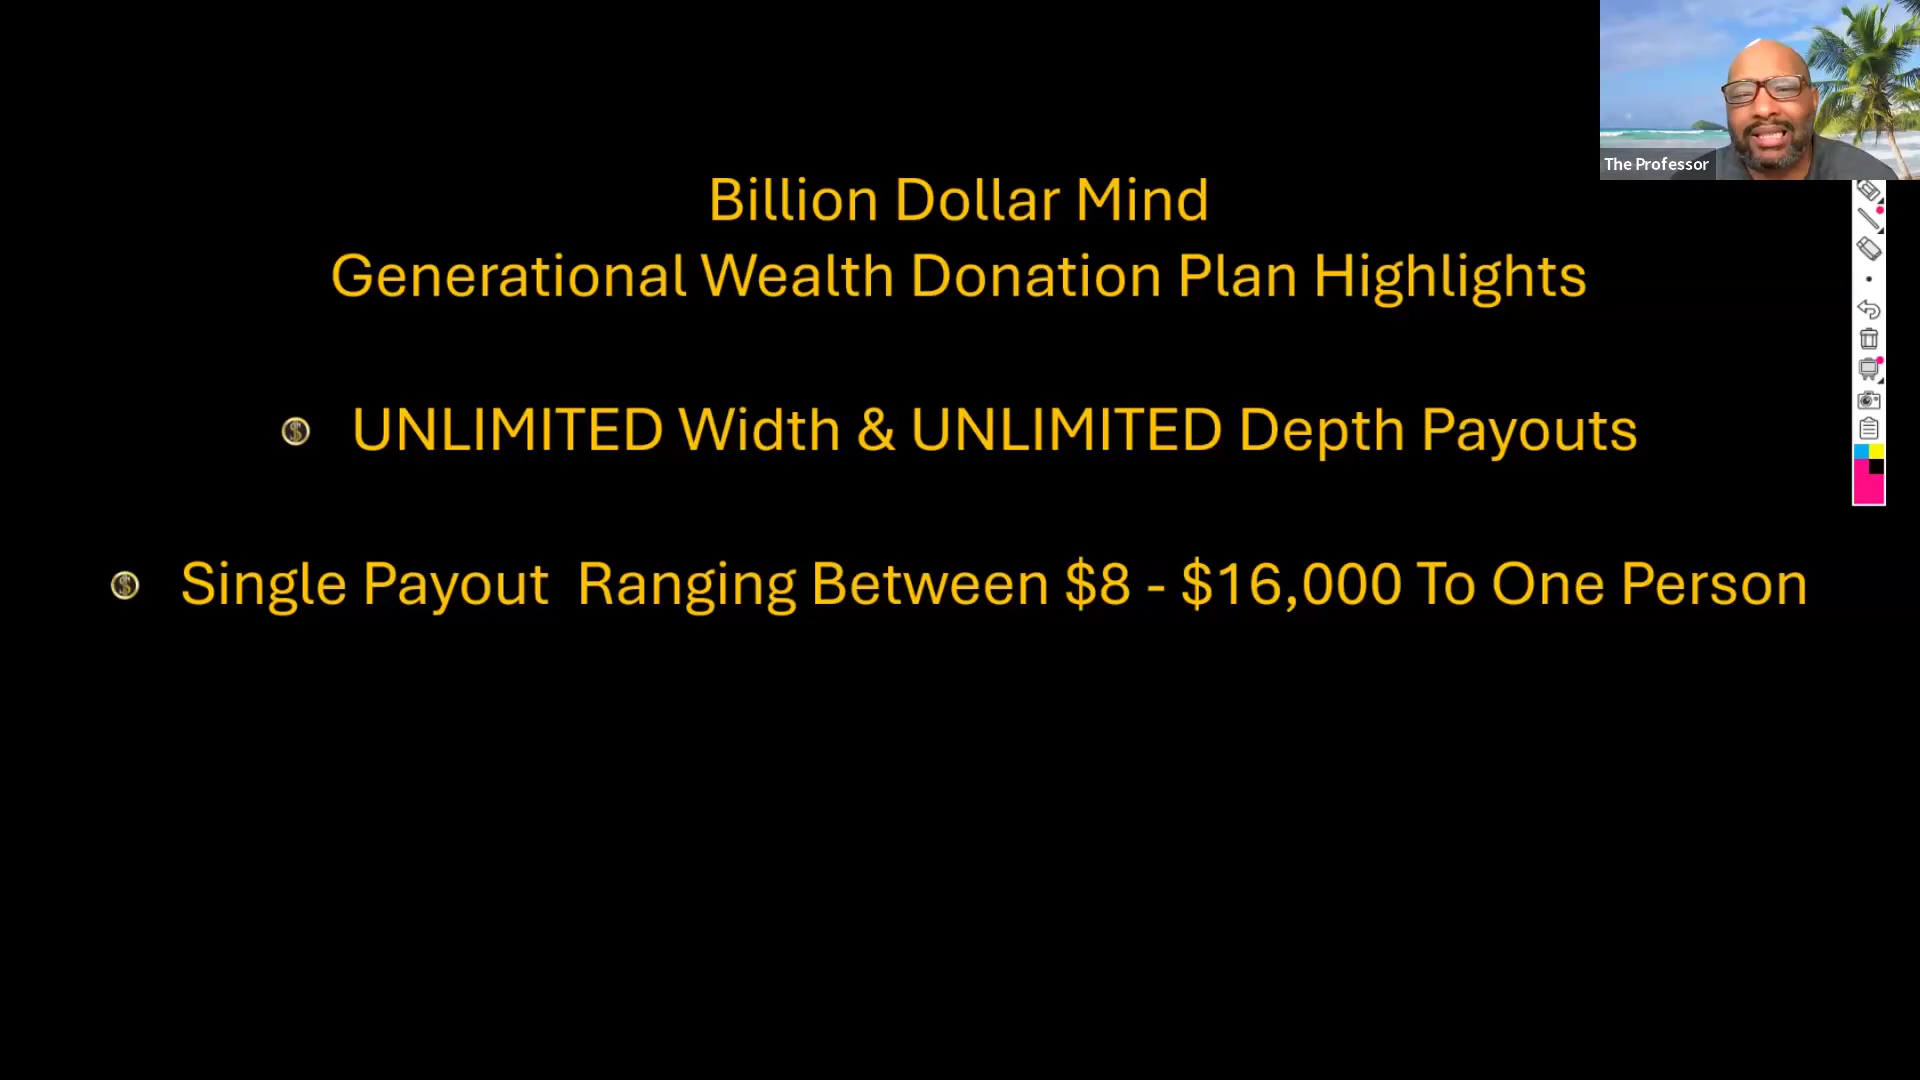 The Professor
Billion Dollar Mind
Generational Wealth Donation Plan Highlights
UNLIMITED Width & UNLIMITED Depth Payouts
Single Payout  Ranging Between $8 - $16,000 To One Person